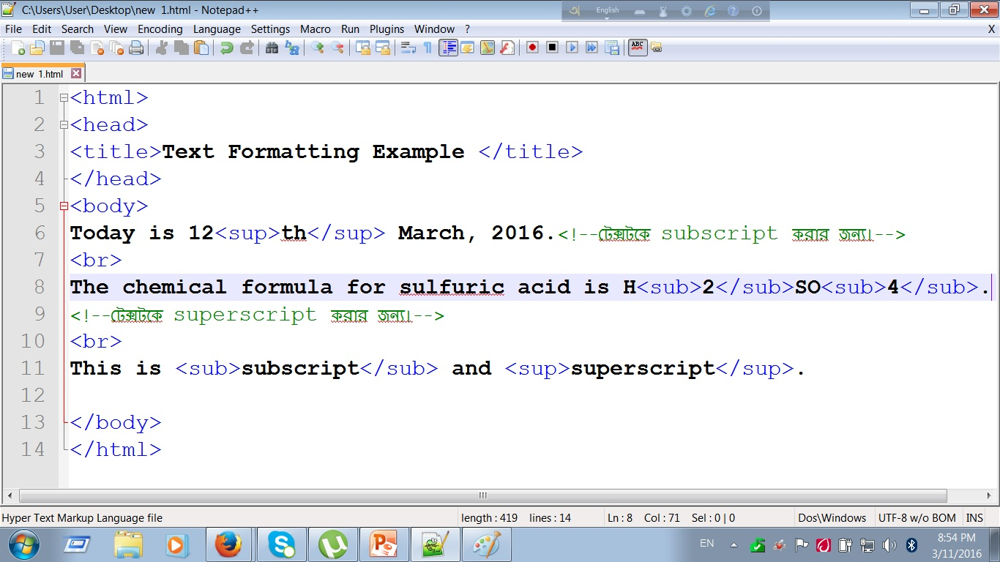 C:\Users\User\Desktop\new  1.html - Notepad++
English
File Edit Search View Encoding Language Settings Macro Run Plugins Window ? X
ABC
new  1.html
1 <html>
2 <head>
3 <title>Text Formatting Example </title>
4 </head>
5 <body>
6 Today is 12<sup>th</sup> March, 2016.<!--টেক্সটকে subscript করার জন্য।-->
7 <br>
8 The chemical formula for sulfuric acid is H<sub>2</sub>SO<sub>4</sub>.
9 <!--টেক্সটকে superscript করার জন্য।-->
10 <br>
11 This is <sub>subscript</sub> and <sup>superscript</sup>.
12
13 </body>
14 </html>
Hyper Text Markup Language file length : 419 lines : 14 Ln : 8 Col : 71 Sel : 0 | 0 Dos\Windows UTF-8 w/o BOM INS
EN 8:54 PM
3/11/2016